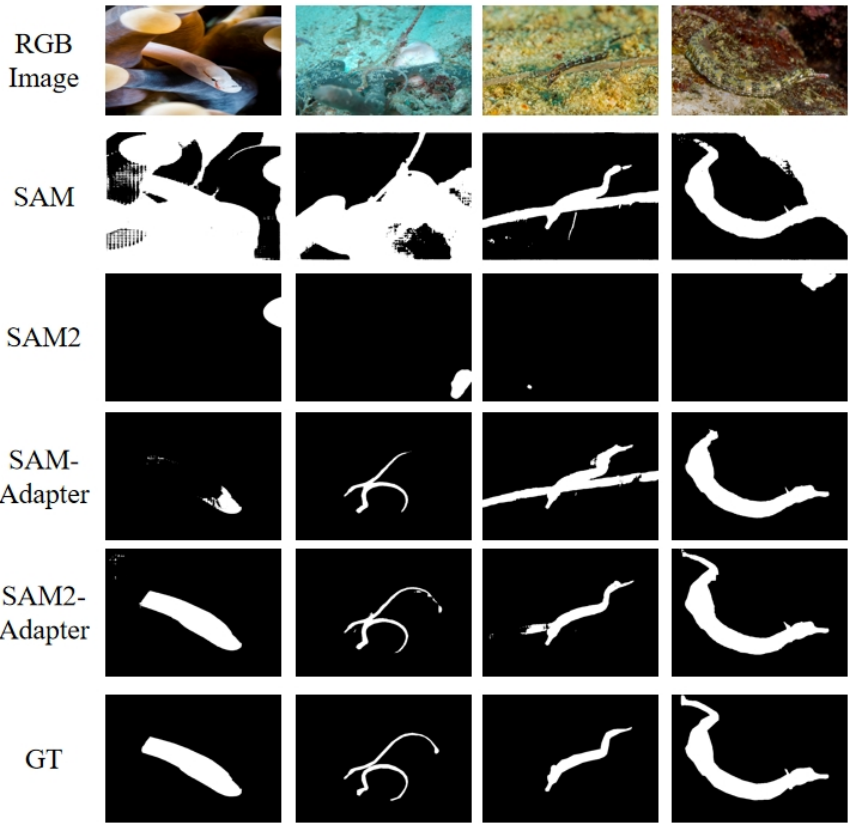 RGB
Image
SAM
SAM2
SAM-
Adapter
SAM2-
Adapter
GT